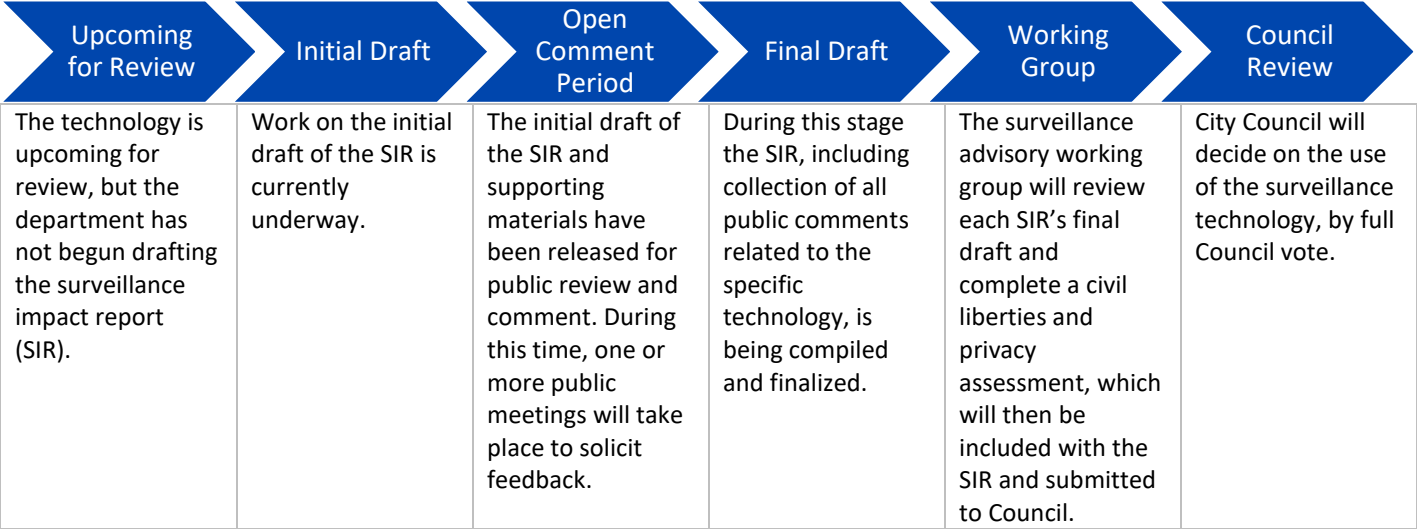 Upcoming
for Review
Initial Draft
Open
Comment
Period
Final Draft
Working
Group
Council
Review
The technology is
upcoming for
review, but the
department has
not begun drafting
the surveillance
impact report
(SIR).
Work on the initial
draft of the SIR is
currently
underway.
The initial draft of
the SIR and
supporting
materials have
been released for
public review and
comment. During
this time, one or
more public
meetings will take
place to solicit
feedback.
During this stage
the SIR, including
collection of all
public comments
related to the
specific
technology, is
being compiled
and finalized.
The surveillance
advisory working
group will review
each SIR’s final
draft and
complete a civil
liberties and
privacy
assessment, which
will then be
included with the
SIR and submitted
to Council.
City Council will
decide on the use
of the surveillance
technology, by full
Council vote.